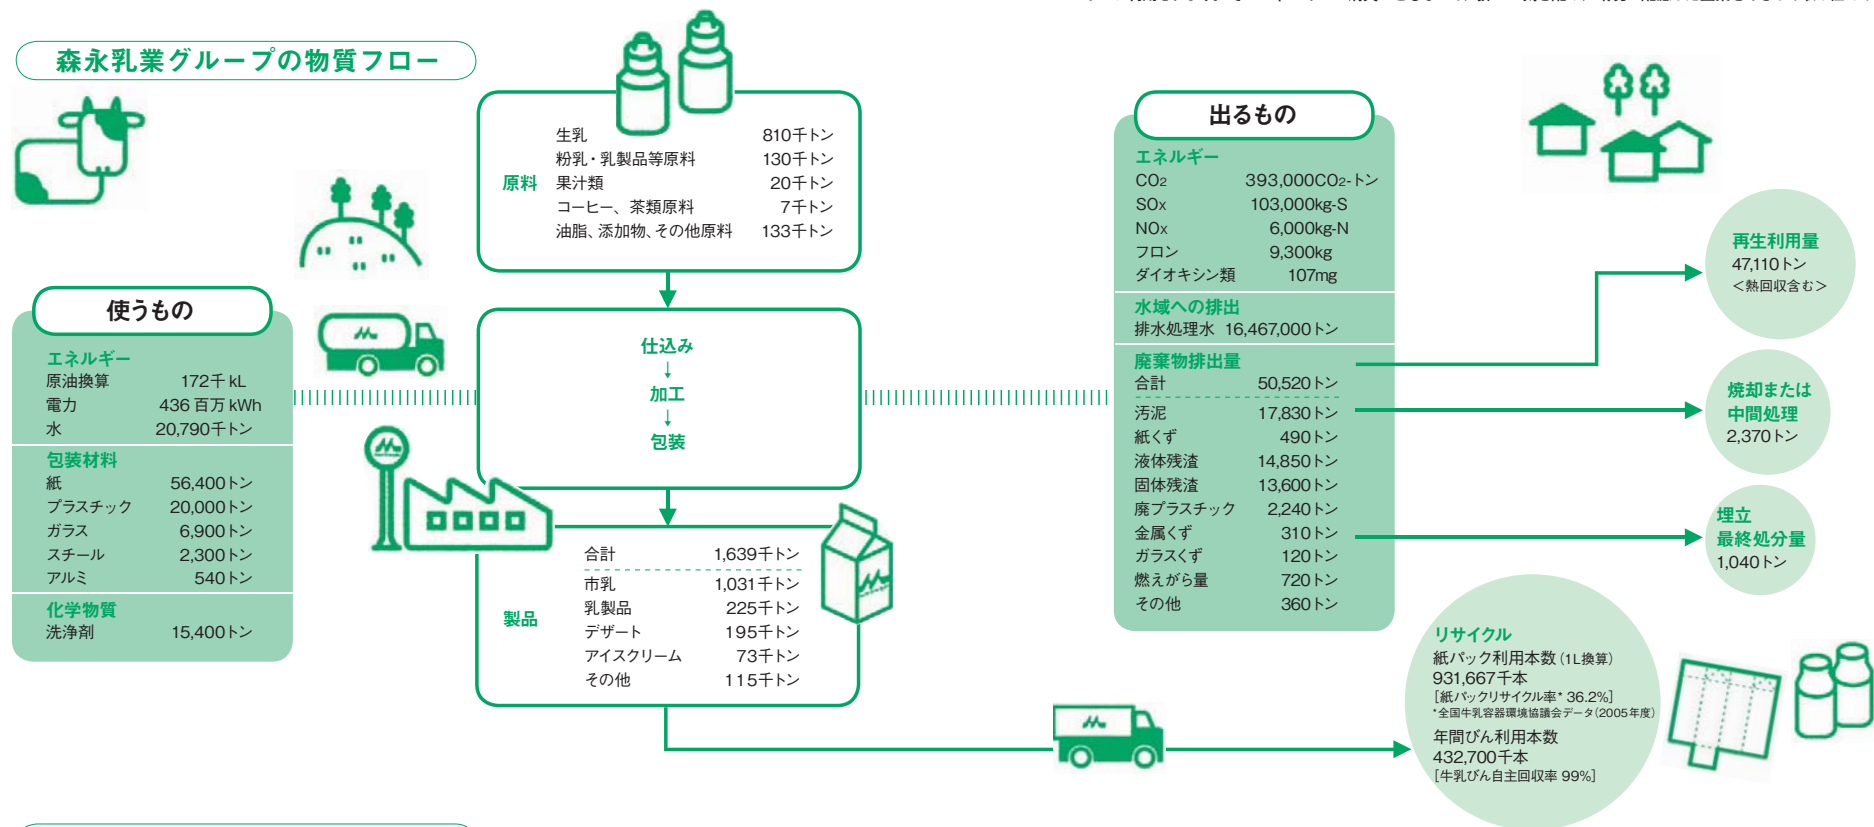 森永乳業グループの物質フロー
原料
生乳 810千トン
粉乳・乳製品等原料 130千トン
果汁類 20千トン
コーヒー、茶類原料 7千トン
油脂、添加物、その他原料 133千トン
使うもの
エネルギー
原油換算 172千kL
電力 436百万kWh
水 20,790千トン
包装材料
紙 56,400トン
プラスチック 20,000トン
ガラス 6,900トン
スチール 2,300トン
アルミ 540トン
化学物質
洗浄剤 15,400トン
仕込み
↓
加工
↓
包装
製品
合計 1,639千トン
市乳 1,031千トン
乳製品 225千トン
デザート 195千トン
アイスクリーム 73千トン
その他 115千トン
出るもの
エネルギー
CO2 393,000CO2-トン
SOx 103,000kg-S
NOx 6,000kg-N
フロン 9,300kg
ダイオキシン類 107mg
水域への排出
排水処理水 16,467,000トン
廃棄物排出量
合計 50,520トン
汚泥 17,830トン
紙くず 490トン
液体残渣 14,850トン
固体残渣 13,600トン
廃プラスチック 2,240トン
金属くず 310トン
ガラスくず 120トン
燃えがら量 720トン
その他 360トン
再生利用量
47,110トン
＜熱回収含む＞
焼却または
中間処理
2,370トン
埋立
最終処分量
1,040トン
リサイクル
紙パック利用本数(1L換算)
931,667千本
[紙パックリサイクル率* 36.2%]
*全国牛乳容器環境協議会データ(2005年度)
年間びん利用本数
432,700千本
[牛乳びん自主回収率 99%]